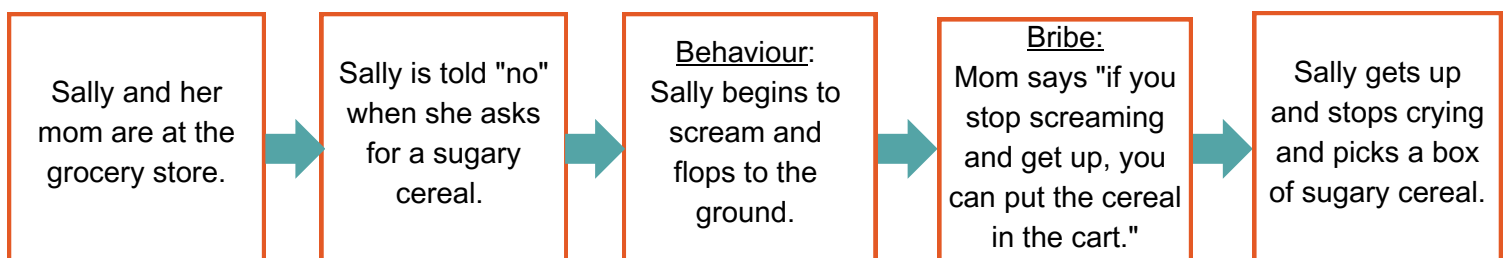 Sally and her
mom are at the
grocery store.
Sally is told "no"
when she asks
for a sugary
cereal.
Behaviour:
Sally begins to
scream and
flops to the
ground.
Bribe:
Mom says "if you
stop screaming
and get up, you
can put the cereal
in the cart."
Sally gets up
and stops crying
and picks a box
of sugary cereal.